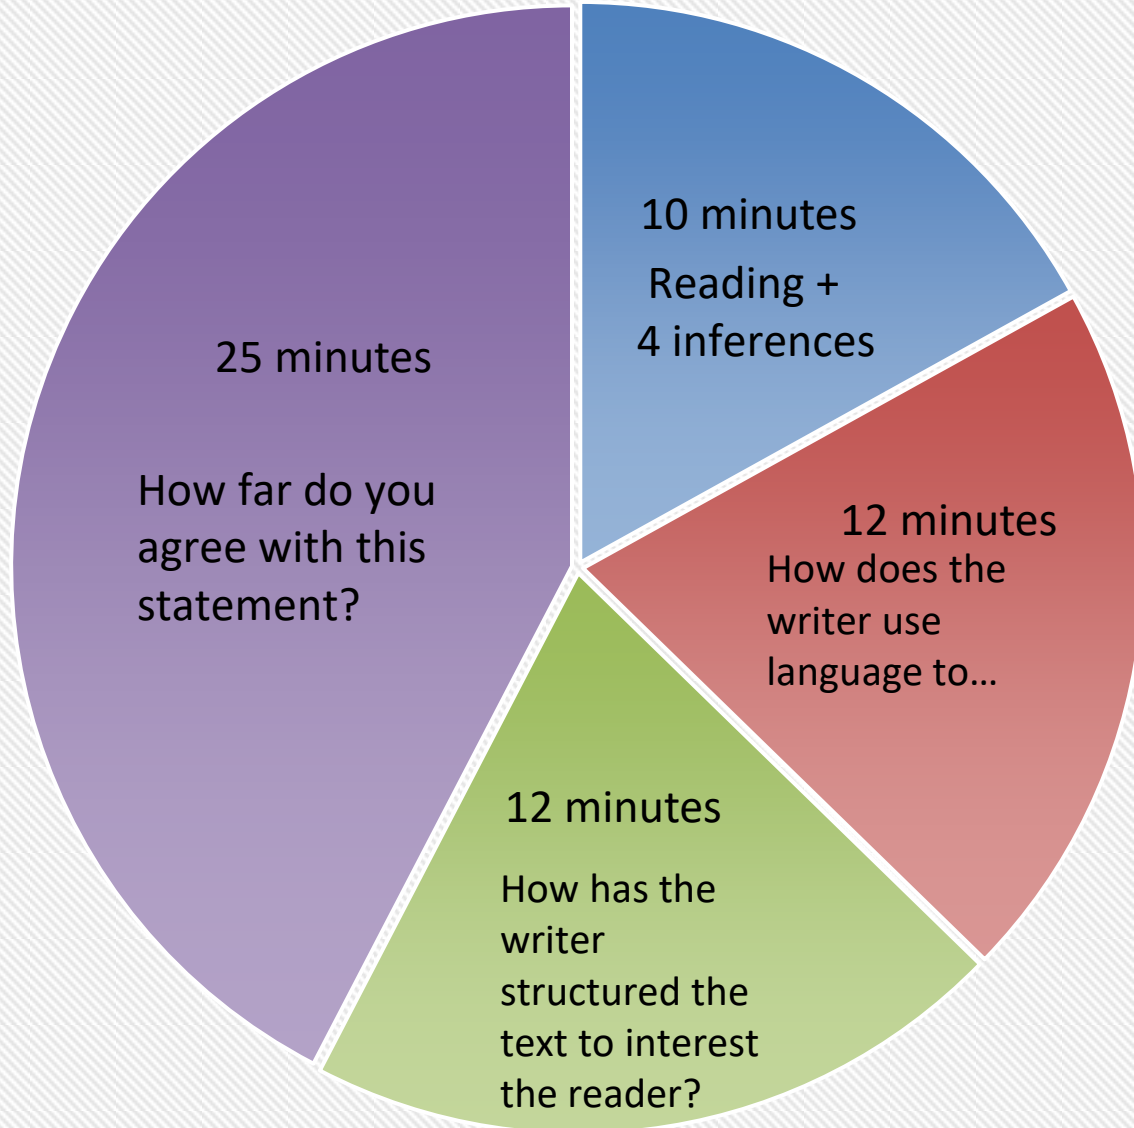 10 minutes
Reading +
4 inferences
12 minutes
How does the
writer use
language to…
12 minutes
How has the
writer
structured the
text to interest
the reader?
25 minutes
How far do you
agree with this
statement?